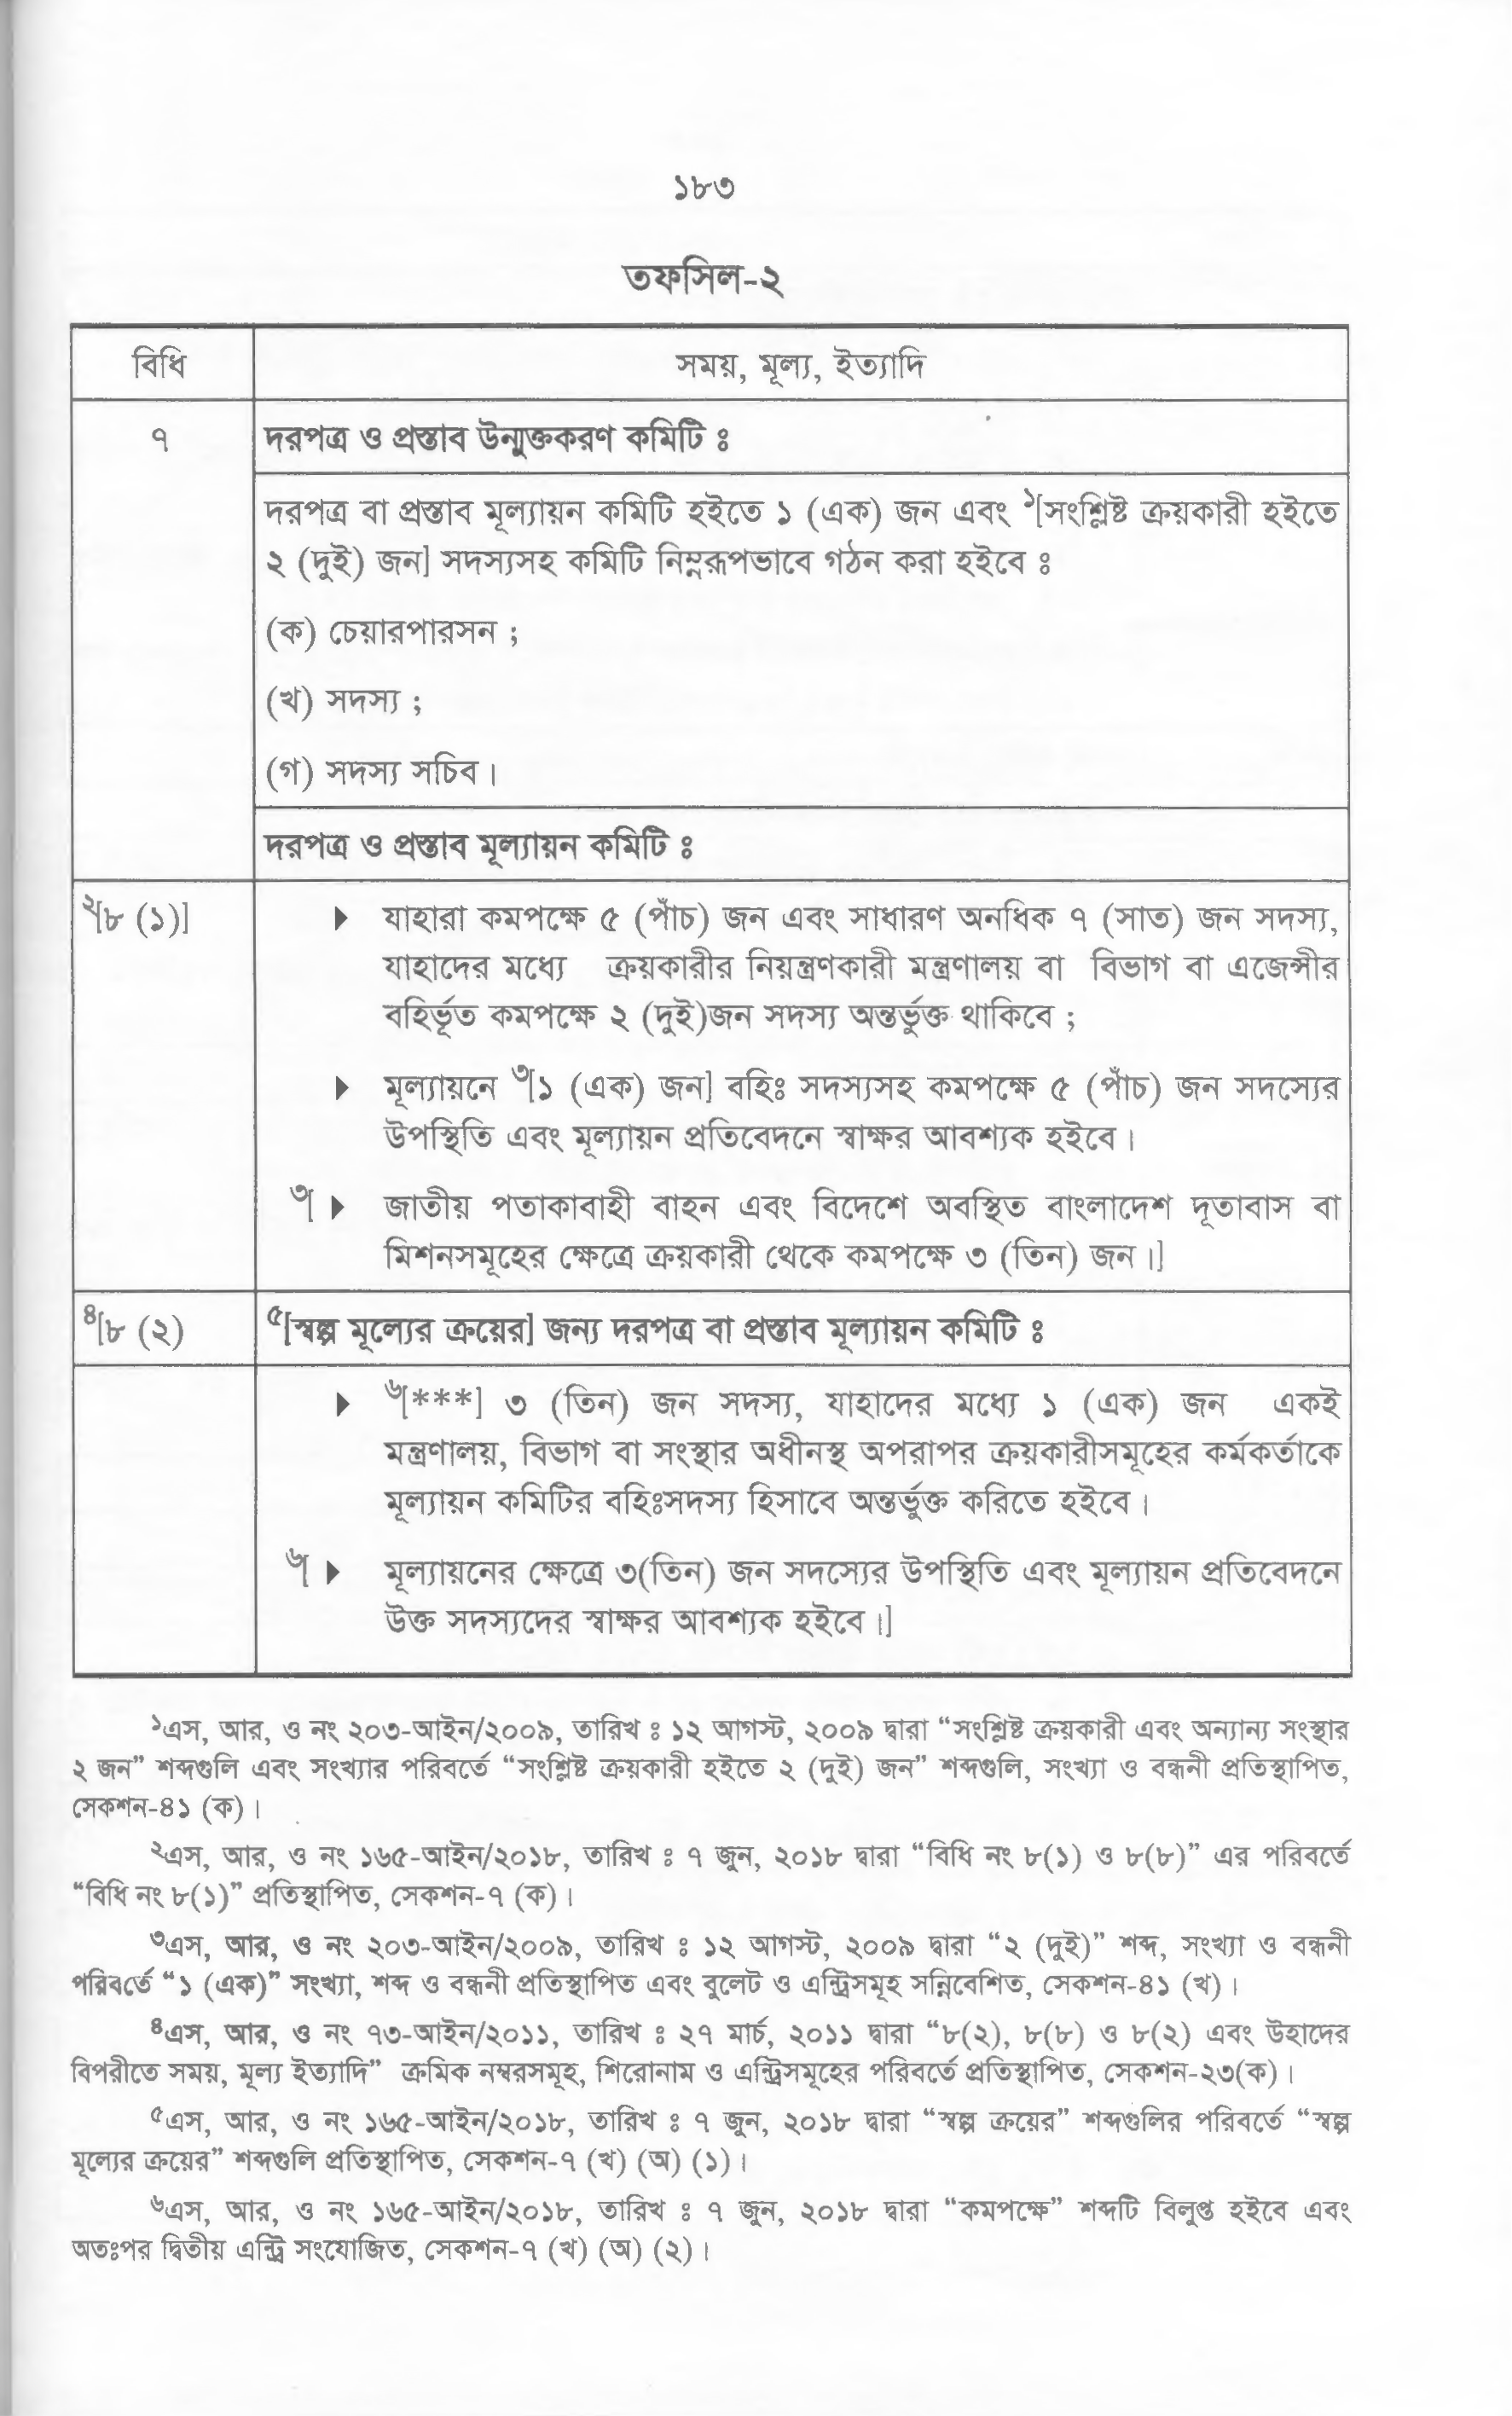 ১৮৩
তফসিল-২
বিধি
সময়, মূল্য, ইত্যাদি
৭
দরপত্র ও প্রস্তাব উন্মুক্তকরণ কমিটি ঃ
দরপত্র বা প্রস্তাব মূল্যায়ন কমিটি হইতে ১ (এক) জন এবং ১[সংশ্লিষ্ট ক্রয়কারী হইতে
২ (দুই) জন] সদস্যসহ কমিটি নিম্নরূপভাবে গঠন করা হইবে ঃ
(ক) চেয়ারপারসন ;
(খ) সদস্য ;
(গ) সদস্য সচিব।
দরপত্র ও প্রস্তাব মূল্যায়ন কমিটি ঃ
২[৮ (১)]
যাহারা কমপক্ষে ৫ (পাঁচ) জন এবং সাধারণ অনধিক ৭ (সাত) জন সদস্য,
যাহাদের মধ্যে ক্রয়কারীর নিয়ন্ত্রণকারী মন্ত্রণালয় বা বিভাগ বা এজেন্সীর
বহির্ভূত কমপক্ষে ২ (দুই)জন সদস্য অন্তর্ভুক্ত থাকিবে ;
মূল্যায়নে ৩[১ (এক) জন] বহিঃ সদস্যসহ কমপক্ষে ৫ (পাঁচ) জন সদস্যের
উপস্থিতি এবং মূল্যায়ন প্রতিবেদনে স্বাক্ষর আবশ্যক হইবে।
৩[ জাতীয় পতাকাবাহী বাহন এবং বিদেশে অবস্থিত বাংলাদেশ দূতাবাস বা
মিশনসমূহের ক্ষেত্রে ক্রয়কারী থেকে কমপক্ষে ৩ (তিন) জন।]
৪[৮ (২)
৫[স্বল্প মূল্যের ক্রয়ের] জন্য দরপত্র বা প্রস্তাব মূল্যায়ন কমিটি ঃ
৬[***] ৩ (তিন) জন সদস্য, যাহাদের মধ্যে ১ (এক) জন একই
মন্ত্রণালয়, বিভাগ বা সংস্থার অধীনস্থ অপরাপর ক্রয়কারীসমূহের কর্মকর্তাকে
মূল্যায়ন কমিটির বহিঃসদস্য হিসাবে অন্তর্ভুক্ত করিতে হইবে।
৬[ মূল্যায়নের ক্ষেত্রে ৩(তিন) জন সদস্যের উপস্থিতি এবং মূল্যায়ন প্রতিবেদনে
উক্ত সদস্যদের স্বাক্ষর আবশ্যক হইবে।]
১এস, আর, ও নং ২০৩-আইন/২০০৯, তারিখ ঃ ১২ আগস্ট, ২০০৯ দ্বারা “সংশ্লিষ্ট ক্রয়কারী এবং অন্যান্য সংস্থার
২ জন” শব্দগুলি এবং সংখ্যার পরিবর্তে “সংশ্লিষ্ট ক্রয়কারী হইতে ২ (দুই) জন” শব্দগুলি, সংখ্যা ও বন্ধনী প্রতিস্থাপিত,
সেকশন-৪১ (ক)।
২এস, আর, ও নং ১৬৫-আইন/২০১৮, তারিখ ঃ ৭ জুন, ২০১৮ দ্বারা “বিধি নং ৮(১) ও ৮(৮)” এর পরিবর্তে
“বিধি নং ৮(১)” প্রতিস্থাপিত, সেকশন-৭ (ক)।
৩এস, আর, ও নং ২০৩-আইন/২০০৯, তারিখ ঃ ১২ আগস্ট, ২০০৯ দ্বারা “২ (দুই)” শব্দ, সংখ্যা ও বন্ধনী
পরিবর্তে “১ (এক)” সংখ্যা, শব্দ ও বন্ধনী প্রতিস্থাপিত এবং বুলেট ও এন্ট্রিসমূহ সন্নিবেশিত, সেকশন-৪১ (খ)।
৪এস, আর, ও নং ৭৩-আইন/২০১১, তারিখ ঃ ২৭ মার্চ, ২০১১ দ্বারা “৮(২), ৮(৮) ও ৮(২) এবং উহাদের
বিপরীতে সময়, মূল্য ইত্যাদি” ক্রমিক নম্বরসমূহ, শিরোনাম ও এন্ট্রিসমূহের পরিবর্তে প্রতিস্থাপিত, সেকশন-২৩(ক)।
৫এস, আর, ও নং ১৬৫-আইন/২০১৮, তারিখ ঃ ৭ জুন, ২০১৮ দ্বারা “স্বল্প ক্রয়ের” শব্দগুলির পরিবর্তে “স্বল্প
মূল্যের ক্রয়ের” শব্দগুলি প্রতিস্থাপিত, সেকশন-৭ (খ) (অ) (১)।
৬এস, আর, ও নং ১৬৫-আইন/২০১৮, তারিখ ঃ ৭ জুন, ২০১৮ দ্বারা “কমপক্ষে” শব্দটি বিলুপ্ত হইবে এবং
অতঃপর দ্বিতীয় এন্ট্রি সংযোজিত, সেকশন-৭ (খ) (অ) (২)।